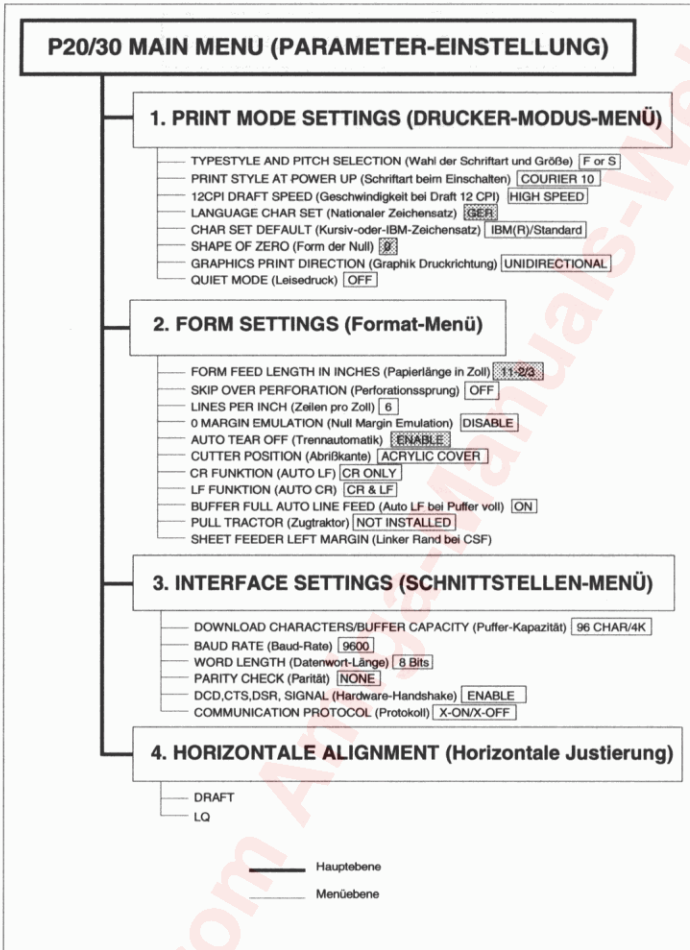 P20/30 MAIN MENU (PARAMETER-EINSTELLUNG)
1. PRINT MODE SETTINGS (DRUCKER-MODUS-MENÜ)
TYPESTYLE AND PITCH SELECTION (Wahl der Schriftart und Größe) F or S
PRINT STYLE AT POWER UP (Schriftart beim Einschalten) COURIER 10
12CPI DRAFT SPEED (Geschwindigkeit bei Draft 12 CPI) HIGH SPEED
LANGUAGE CHAR SET (Nationaler Zeichensatz) GER
CHAR SET DEFAULT (Kursiv-oder-IBM-Zeichensatz) IBM(R)/Standard
SHAPE OF ZERO (Form der Null)
GRAPHICS PRINT DIRECTION (Graphik Druckrichtung) UNIDIRECTIONAL
QUIET MODE (Leisedruck) OFF
2. FORM SETTINGS (Format-Menü)
FORM FEED LENGTH IN INCHES (Papierlänge in Zoll) 11-2/3
SKIP OVER PERFORATION (Perforationssprung) OFF
LINES PER INCH (Zeilen pro Zoll) 6
0 MARGIN EMULATION (Null Margin Emulation) DISABLE
AUTO TEAR OFF (Trennautomatik) ENABLE
CUTTER POSITION (Abrißkante) ACRYLIC COVER
CR FUNKTION (AUTO LF) CR ONLY
LF FUNKTION (AUTO CR) CR & LF
BUFFER FULL AUTO LINE FEED (Auto LF bei Puffer voll) ON
PULL TRACTOR (Zugtraktor) NOT INSTALLED
SHEET FEEDER LEFT MARGIN (Linker Rand bei CSF)
3. INTERFACE SETTINGS (SCHNITTSTELLEN-MENÜ)
DOWNLOAD CHARACTERS/BUFFER CAPACITY (Puffer-Kapazität) 96 CHAR/4K
BAUD RATE (Baud-Rate) 9600
WORD LENGTH (Datenwort-Länge) 8 Bits
PARITY CHECK (Parität) NONE
DCD,CTS,DSR, SIGNAL (Hardware-Handshake) ENABLE
COMMUNICATION PROTOCOL (Protokoll) X-ON/X-OFF
4. HORIZONTALE ALIGNMENT (Horizontale Justierung)
DRAFT
LQ
Hauptebene
Menüebene